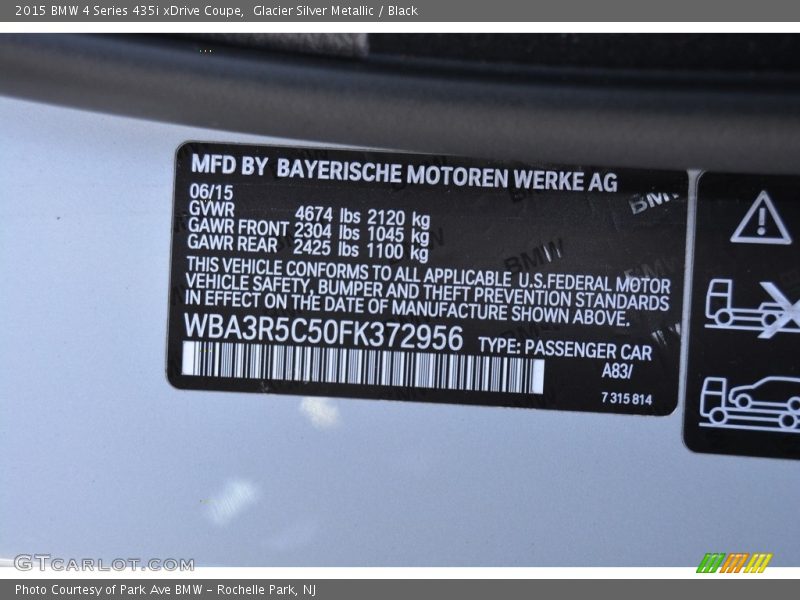 2015 BMW 4 Series 435i xDrive Coupe,  Glacier Silver Metallic / Black
MFD BY BAYERISCHE MOTOREN WERKE AG
06/15
GVWR 4674 lbs 2120 kg
GAWR FRONT 2304 lbs 1045 kg
GAWR REAR 2425 lbs 1100 kg
THIS VEHICLE CONFORMS TO ALL APPLICABLE U.S.FEDERAL MOTOR
VEHICLE SAFETY, BUMPER AND THEFT PREVENTION STANDARDS
IN EFFECT ON THE DATE OF MANUFACTURE SHOWN ABOVE.
WBA3R5C50FK372956 TYPE: PASSENGER CAR
A83/
7 315 814
GTcarlot.com
Photo Courtesy of Park Ave BMW - Rochelle Park, NJ